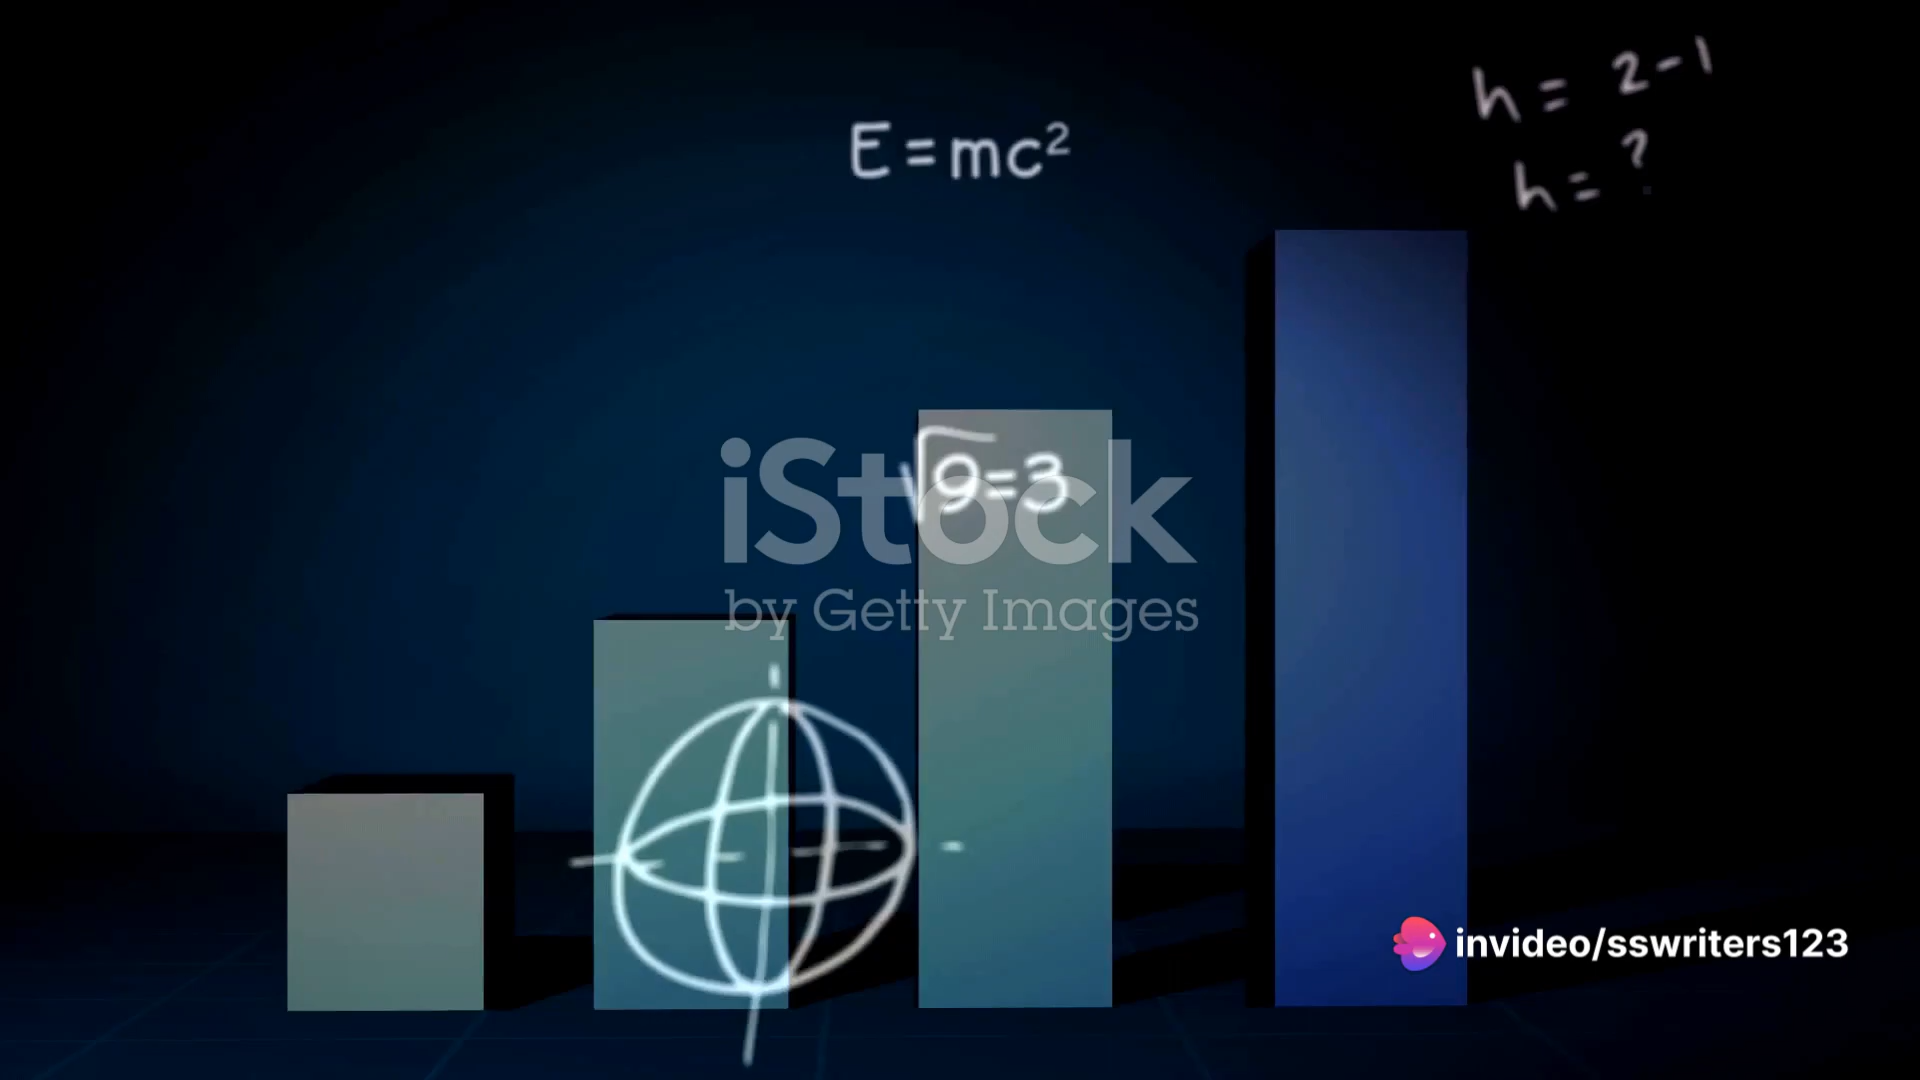 h = 2-1
E = mc²
h = ?
√9=3
iStock
by Getty Images
invideo/sswriters123